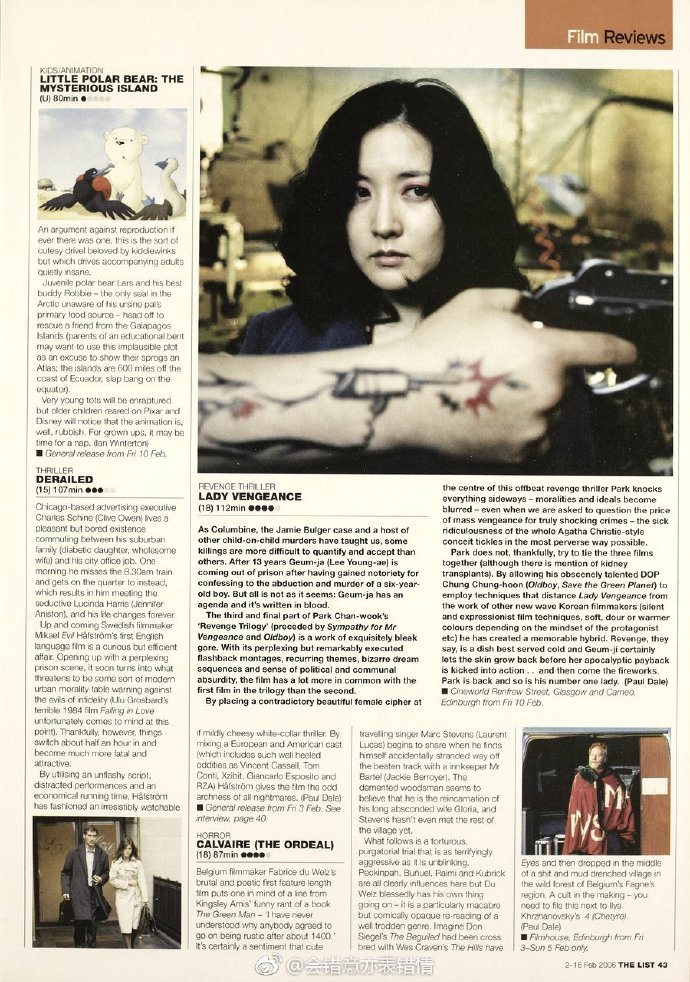 Film Reviews
KIDS/ANIMATION
LITTLE POLAR BEAR: THE
MYSTERIOUS ISLAND
(U) 80min ●●●●●
An argument against reproduction if
ever there was one, this is the sort of
cutesy drivel beloved by kiddiewinks
but which drives accompanying adults
quietly insane.
Juvenile polar bear Lars and his best
buddy Robbie – the only seal in the
Arctic unaware of his ursine pal's
primary food source – head off to
rescue a friend from the Galapagos
Islands (parents of an educational bent
may want to use this implausible plot
as an excuse to show their sprogs an
Atlas; the islands are 600 miles off the
coast of Ecuador, slap bang on the
equator).
Very young tots will be enraptured
but older children reared on Pixar and
Disney will notice that the animation is,
well, rubbish. For grown ups, it may be
time for a nap. (Ian Winterton)
■ General release from Fri 10 Feb.
THRILLER
DERAILED
(15) 107min ●●●●●
Chicago-based advertising executive
Charles Schine (Clive Owen) lives a
pleasant but bored existence
commuting between his suburban
family (diabetic daughter, wholesome
wife) and his city office job. One
morning he misses the 6.30am train
and gets on the quarter to instead,
which results in him meeting the
seductive Lucinda Harris (Jennifer
Aniston), and his life changes forever.
Up and coming Swedish filmmaker
Mikael Evil Håfström's first English
language film is a curious but efficient
affair. Opening up with a perplexing
prison scene, it soon turns into what
threatens to be some sort of modern
urban morality fable warning against
the evils of infidelity (Ulu Grosbard's
terrible 1984 film Falling in Love
unfortunately comes to mind at this
point). Thankfully, however, things
switch about half an hour in and
become much more fatal and
attractive.
By utilising an unflashy script,
distracted performances and an
economical running time, Håfström
has fashioned an irresistibly watchable
if mildly cheesy white-collar thriller. By
mixing a European and American cast
(which includes such well heeled
oddities as Vincent Cassell, Tom
Conti, Xzibit, Giancarlo Esposito and
RZA) Håfström gives the film the odd
archness of all nightmares. (Paul Dale)
■ General release from Fri 3 Feb. See
interview, page 40.
REVENGE THRILLER
LADY VENGEANCE
(18) 112min ●●●●●
As Columbine, the Jamie Bulger case and a host of
other child-on-child murders have taught us, some
killings are more difficult to quantify and accept than
others. After 13 years Geum-ja (Lee Young-ae) is
coming out of prison after having gained notoriety for
confessing to the abduction and murder of a six-year-
old boy. But all is not as it seems: Geum-ja has an
agenda and it's written in blood.
The third and final part of Park Chan-wook's
'Revenge Trilogy' (preceded by Sympathy for Mr
Vengeance and Oldboy) is a work of exquisitely bleak
gore. With its perplexing but remarkably executed
flashback montages, recurring themes, bizarre dream
sequences and sense of political and communal
absurdity, the film has a lot more in common with the
first film in the trilogy than the second.
By placing a contradictory beautiful female cipher at
the centre of this offbeat revenge thriller Park knocks
everything sideways – moralities and ideals become
blurred – even when we are asked to question the price
of mass vengeance for truly shocking crimes – the sick
ridiculousness of the whole Agatha Christie-style
conceit tickles in the most perverse way possible.
Park does not, thankfully, try to tie the three films
together (although there is mention of kidney
transplants). By allowing his obscenely talented DOP
Chung Chung-hoon (Oldboy, Save the Green Planet) to
employ techniques that distance Lady Vengeance from
the work of other new wave Korean filmmakers (silent
and expressionist film techniques, soft, dour or warmer
colours depending on the mindset of the protagonist
etc) he has created a memorable hybrid. Revenge, they
say, is a dish best served cold and Geum-ji certainly
lets the skin grow back before her apocalyptic payback
is kicked into action . . . and then come the fireworks.
Park is back and so is his number one lady. (Paul Dale)
■ Cineworld Renfrew Street, Glasgow and Cameo,
Edinburgh from Fri 10 Feb.
HORROR
CALVAIRE (THE ORDEAL)
(18) 87min ●●●●●
Belgium filmmaker Fabrice du Welz's
brutal and poetic first feature length
film puts one in mind of a line from
Kingsley Amis' funny rant of a book
The Green Man – 'I have never
understood why anybody agreed to
go on being rustic after about 1400.'
It's certainly a sentiment that cute
travelling singer Marc Stevens (Laurent
Lucas) begins to share when he finds
himself accidentally stranded way off
the beaten track with a innkeeper Mr
Bartel (Jackie Berroyer). The
demented woodsman seems to
believe that he is the reincarnation of
his long absconded wife Gloria, and
Stevens hasn't even met the rest of
the village yet.
What follows is a torturous,
purgatorial trial that is as terrifyingly
aggressive as it is unblinking,
Peckinpah, Buñuel, Raimi and Kubrick
are all clearly influences here but Du
Welz blessedly has his own thing
going on – it is a particularly macabre
but comically opaque re-reading of a
well trodden genre. Imagine Don
Siegel's The Beguiled had been cross
bred with Wes Craven's The Hills have
Eyes and then dropped in the middle
of a shit and mud drenched village in
the wild forest of Belgium's Fagne's
region. A cult in the making – you
need to file this next to Ilya
Khrzhanovsky's 4 (Chetyre).
(Paul Dale)
■ Filmhouse, Edinburgh from Fri
3–Sun 5 Feb only.
2–16 Feb 2006 THE LIST 43
@会错意亦表错情